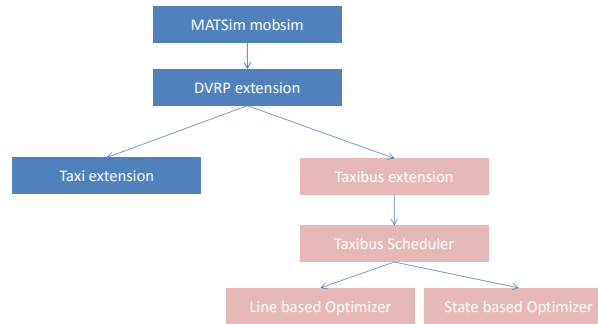 MATSim mobsim
DVRP extension
Taxi extension
Taxibus extension
Taxibus Scheduler
Line based Optimizer
State based Optimizer